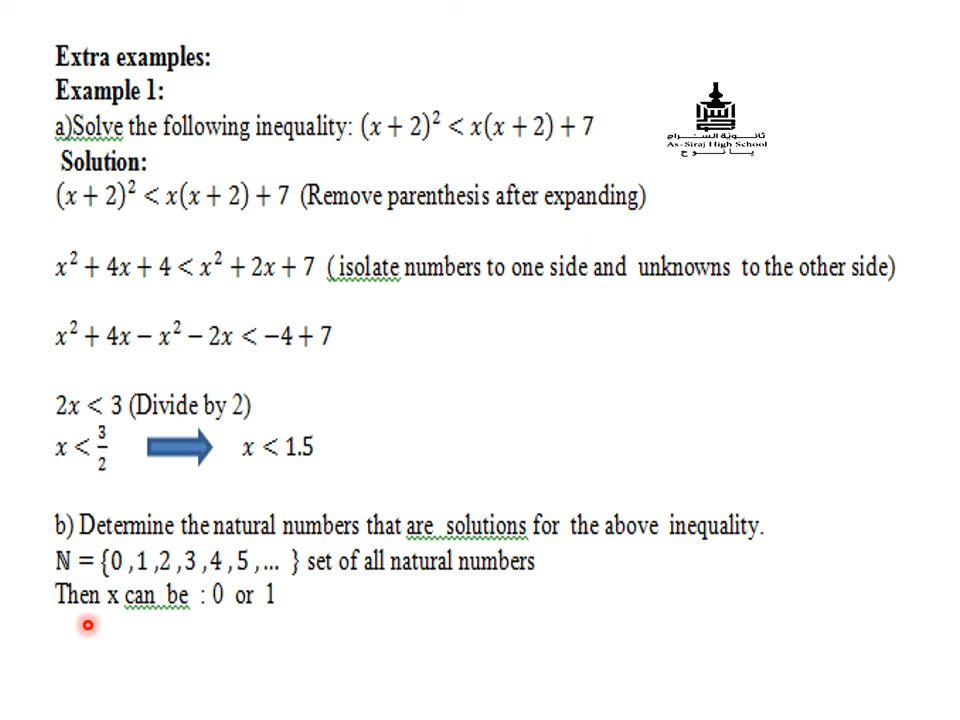 Extra examples:
Example 1:
a)Solve the following inequality: (x + 2)² < x(x + 2) + 7
Solution:
(x + 2)² < x(x + 2) + 7 (Remove parenthesis after expanding)
x² + 4x + 4 < x² + 2x + 7 ( isolate numbers to one side and unknowns to the other side)
x² + 4x − x² − 2x < −4 + 7
2x < 3 (Divide by 2)
x < 3/2 x < 1.5
b) Determine the natural numbers that are solutions for the above inequality.
N = {0 ,1 ,2 ,3 ,4 ,5 ,... } set of all natural numbers
Then x can be : 0 or 1
ثانوية السراج
As-Siraj High School
يانوح